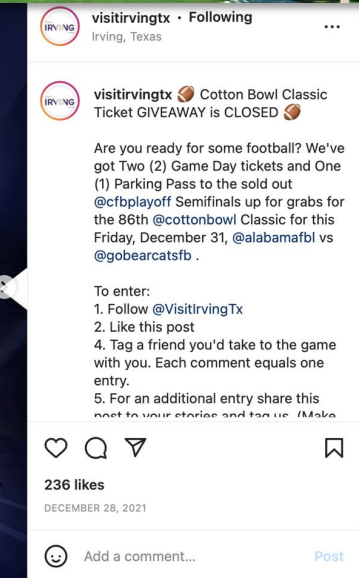 IRVING
visitirvingtx • Following
Irving, Texas
...
IRVING
visitirvingtx 🏈 Cotton Bowl Classic
Ticket GIVEAWAY is CLOSED 🏈
Are you ready for some football? We've
got Two (2) Game Day tickets and One
(1) Parking Pass to the sold out
@cfbplayoff Semifinals up for grabs for
the 86th @cottonbowl Classic for this
Friday, December 31, @alabamafbl vs
@gobearcatsfb .
To enter:
1. Follow @VisitIrvingTx
2. Like this post
4. Tag a friend you'd take to the game
with you. Each comment equals one
entry.
5. For an additional entry share this
post to your stories and tag us. (Make
236 likes
DECEMBER 28, 2021
Add a comment...
Post